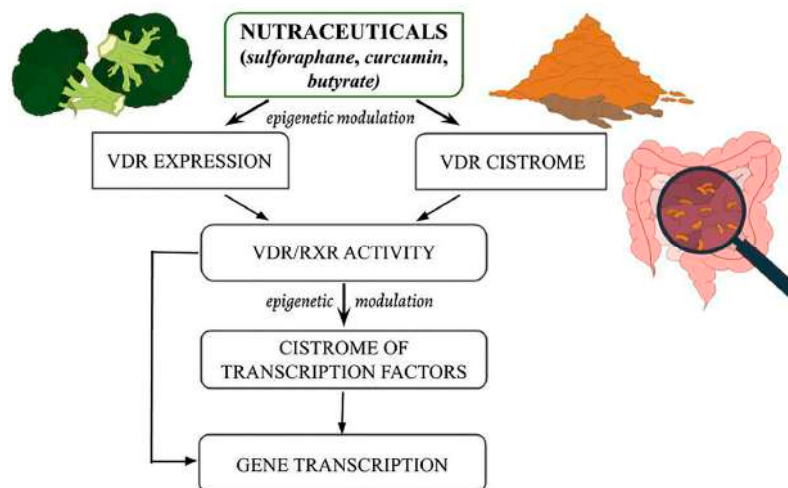 NUTRACEUTICALS
(sulforaphane, curcumin,
butyrate)
epigenetic modulation
VDR EXPRESSION
VDR CISTROME
VDR/RXR ACTIVITY
epigenetic modulation
CISTROME OF
TRANSCRIPTION FACTORS
GENE TRANSCRIPTION